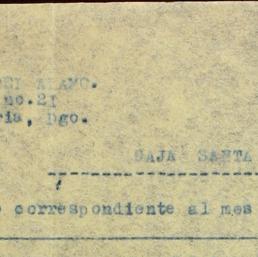 no.21
ria, Dgo.
CAJA SANTA
correspondiente al mes